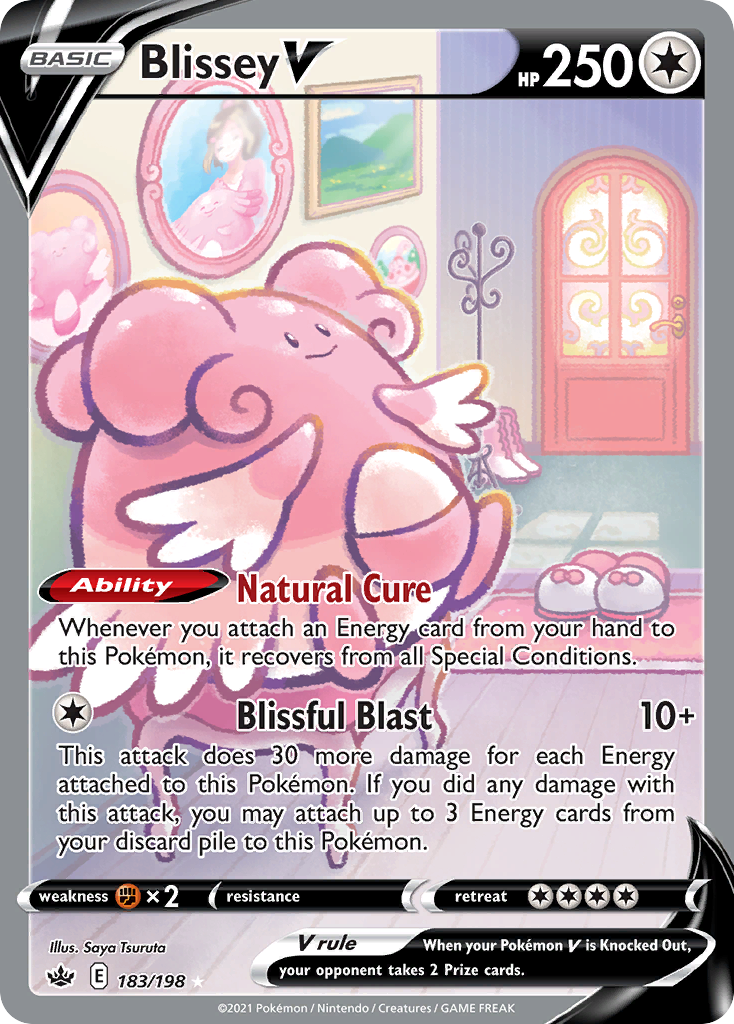 BASIC Blissey V HP 250
Ability Natural Cure
Whenever you attach an Energy card from your hand to
this Pokémon, it recovers from all Special Conditions.
Blissful Blast 10+
This attack does 30 more damage for each Energy
attached to this Pokémon. If you did any damage with
this attack, you may attach up to 3 Energy cards from
your discard pile to this Pokémon.
weakness ×2 resistance retreat
Illus. Saya Tsuruta
V rule When your Pokémon V is Knocked Out,
your opponent takes 2 Prize cards.
E 183/198
©2021 Pokémon / Nintendo / Creatures / GAME FREAK